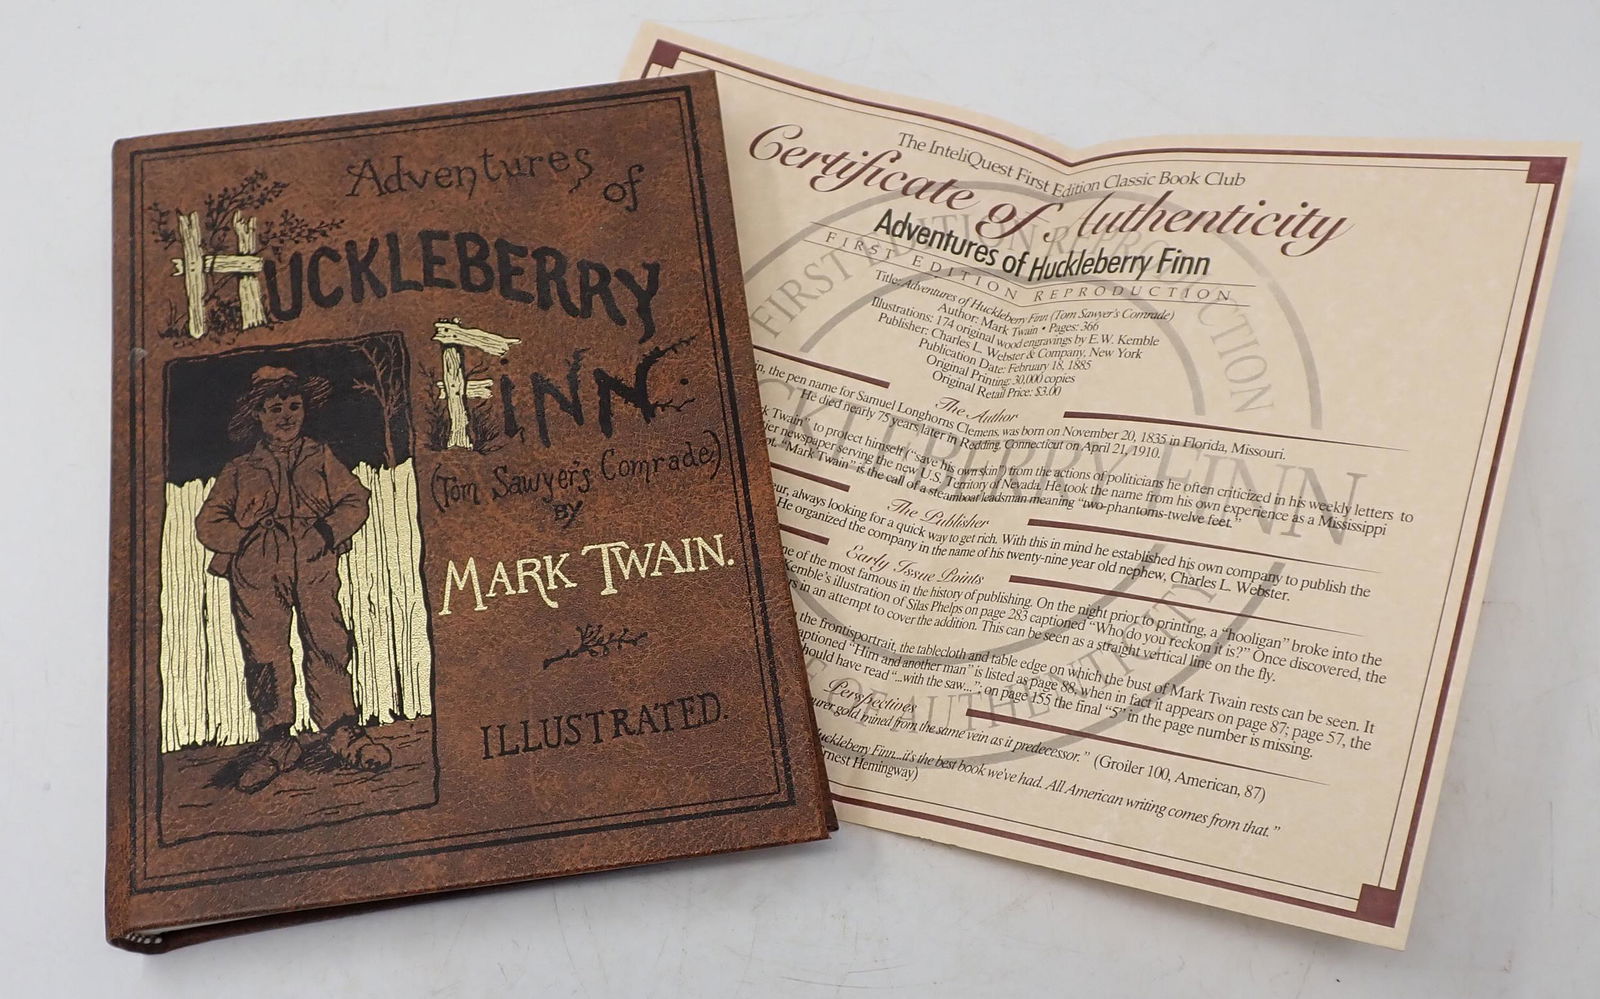 Adventures of
HUCKLEBERRY
FINN.
(Tom Sawyer's Comrade)
BY
MARK TWAIN.
ILLUSTRATED.
The InteliQuest First Edition Classic Book Club
Certificate of Authenticity
Adventures of Huckleberry Finn
FIRST EDITION REPRODUCTION
Title: Adventures of Huckleberry Finn (Tom Sawyer's Comrade)
Author: Mark Twain • Pages: 366
Illustrations: 174 original wood engravings by E.W. Kemble
Publisher: Charles L. Webster & Company, New York
Publication Date: February 18, 1885
Original Printing: 30,000 copies
Original Retail Price: $3.00
The Author
the pen name for Samuel Longhorns Clemens, was born on November 20, 1835 in Florida, Missouri.
He died nearly 75 years later in Redding, Connecticut on April 21, 1910.
Twain", to protect himself ("save his own skin") from the actions of politicians he often criticized in his weekly letters to
newspaper serving the new U.S. Territory of Nevada. He took the name from his own experience as a Mississippi
"Mark Twain" is the call of a steamboat leadsman meaning "two-phantoms-twelve feet."
The Publisher
always looking for a quick way to get rich. With this in mind he established his own company to publish the
He organized the company in the name of his twenty-nine year old nephew, Charles L. Webster.
Early Issue Points
of the most famous in the history of publishing. On the night prior to printing, a "hooligan" broke into the
Kemble's illustration of Silas Phelps on page 283 captioned "Who do you reckon it is?" Once discovered, the
in an attempt to cover the addition. This can be seen as a straight vertical line on the fly.
the frontisportrait, the tablecloth and table edge on which the bust of Mark Twain rests can be seen. It
captioned "Him and another man" is listed as page 88, when in fact it appears on page 87; page 57, the
should have read "...with the saw..."; on page 155 the final "5" in the page number is missing.
Perspectives
gold mined from the same vein as it predecessor." (Groiler 100, American, 87)
Huckleberry Finn...it's the best book we've had. All American writing comes from that."
Ernest Hemingway)
FIRST EDITION REPRODUCTION
HUCKLEBERRY FINN
OF AUTHENTICITY